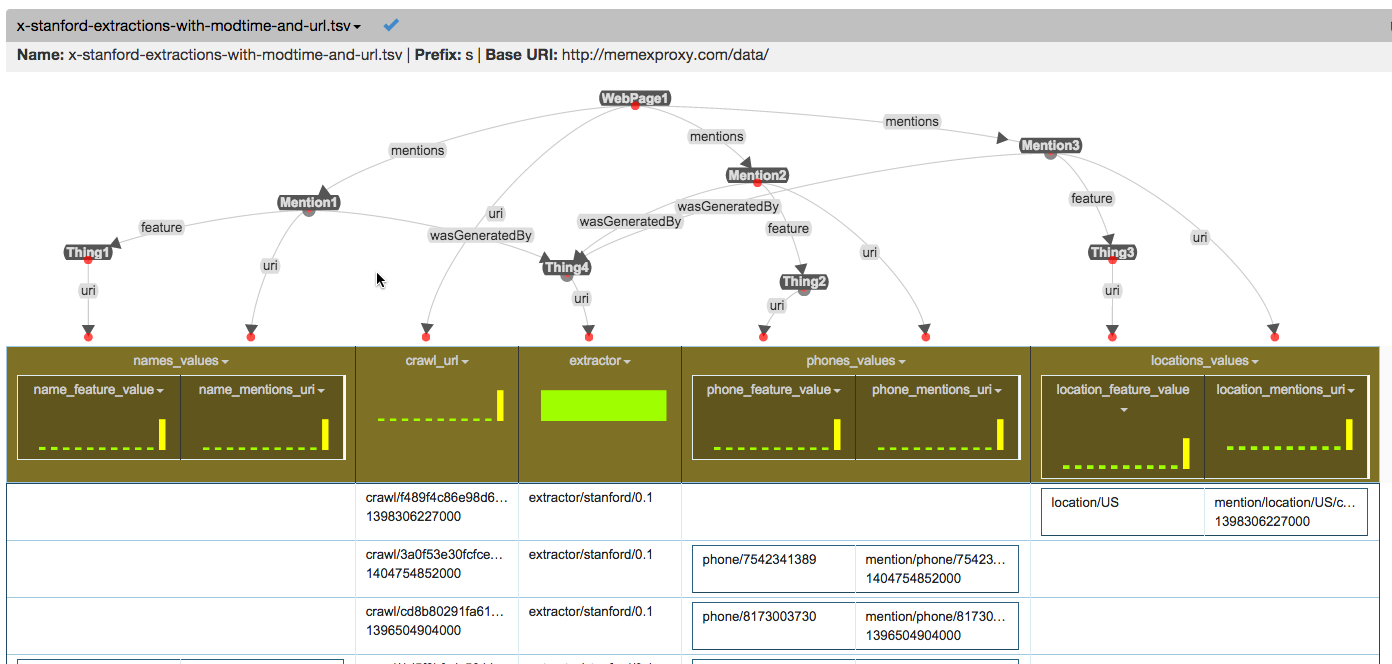 x-stanford-extractions-with-modtime-and-url.tsv
Name: x-stanford-extractions-with-modtime-and-url.tsv | Prefix: s | Base URI: http://memexproxy.com/data/
WebPage1
mentions
mentions
mentions
Mention3
Mention2
Mention1
feature
uri
wasGeneratedBy
wasGeneratedBy
wasGeneratedBy
feature
feature
uri
uri
Thing1
uri
Thing4
Thing2
Thing3
uri
uri
uri
uri
names_values
crawl_url
extractor
phones_values
locations_values
name_feature_value
name_mentions_uri
phone_feature_value
phone_mentions_uri
location_feature_value
location_mentions_uri
crawl/f489f4c86e98d6...
1398306227000
extractor/stanford/0.1
location/US
mention/location/US/c...
1398306227000
crawl/3a0f53e30fcfce...
1404754852000
extractor/stanford/0.1
phone/7542341389
mention/phone/75423...
1404754852000
crawl/cd8b80291fa61...
1396504904000
extractor/stanford/0.1
phone/8173003730
mention/phone/81730...
1396504904000